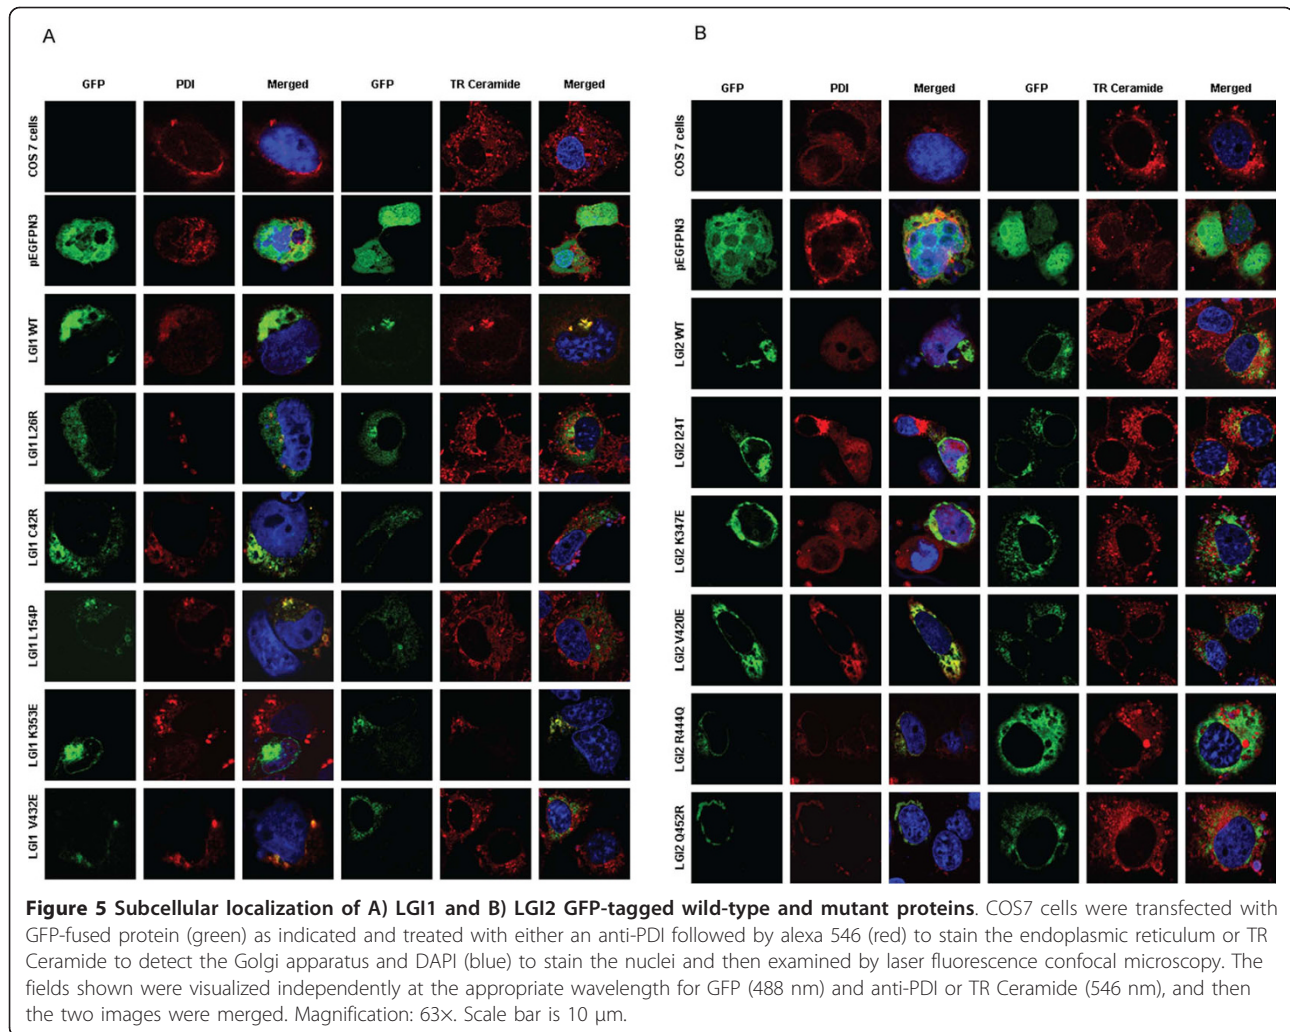 A
GFP PDI Merged GFP TR Ceramide Merged
COS 7 cells
pEGFPN3
LGI1 WT
LGI1 L26R
LGI1 C42R
LGI1 L154P
LGI1 K353E
LGI1 V432E
B
GFP PDI Merged GFP TR Ceramide Merged
COS 7 cells
pEGFPN3
LGI2 WT
LGI2 I24T
LGI2 K347E
LGI2 V420E
LGI2 R444Q
LGI2 Q452R
Figure 5 Subcellular localization of A) LGI1 and B) LGI2 GFP-tagged wild-type and mutant proteins. COS7 cells were transfected with
GFP-fused protein (green) as indicated and treated with either an anti-PDI followed by alexa 546 (red) to stain the endoplasmic reticulum or TR
Ceramide to detect the Golgi apparatus and DAPI (blue) to stain the nuclei and then examined by laser fluorescence confocal microscopy. The
fields shown were visualized independently at the appropriate wavelength for GFP (488 nm) and anti-PDI or TR Ceramide (546 nm), and then
the two images were merged. Magnification: 63×. Scale bar is 10 μm.